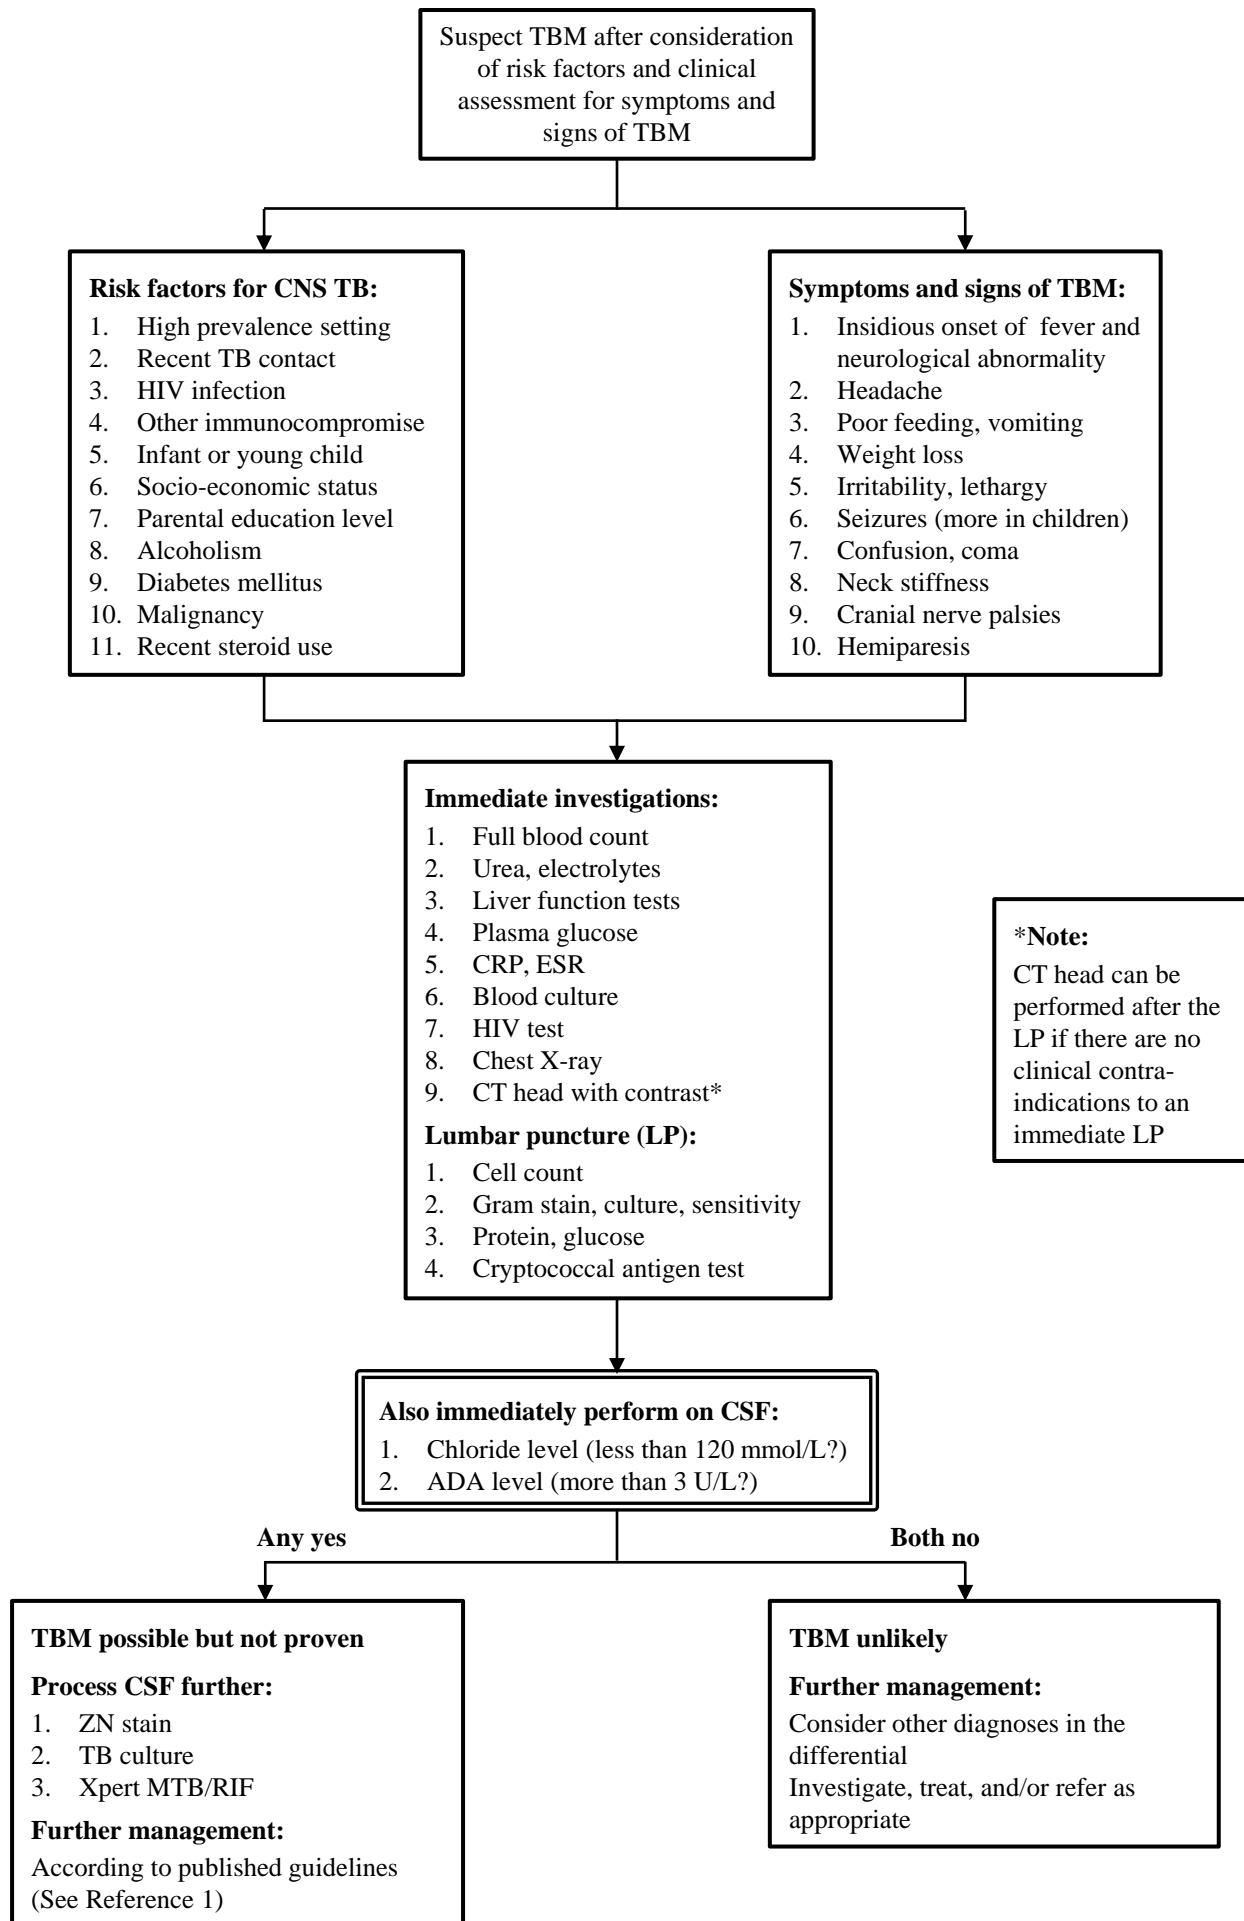 Suspect TBM after consideration
of risk factors and clinical
assessment for symptoms and
signs of TBM
Risk factors for CNS TB:
1. High prevalence setting
2. Recent TB contact
3. HIV infection
4. Other immunocompromise
5. Infant or young child
6. Socio-economic status
7. Parental education level
8. Alcoholism
9. Diabetes mellitus
10. Malignancy
11. Recent steroid use
Symptoms and signs of TBM:
1. Insidious onset of fever and
neurological abnormality
2. Headache
3. Poor feeding, vomiting
4. Weight loss
5. Irritability, lethargy
6. Seizures (more in children)
7. Confusion, coma
8. Neck stiffness
9. Cranial nerve palsies
10. Hemiparesis
Immediate investigations:
1. Full blood count
2. Urea, electrolytes
3. Liver function tests
4. Plasma glucose
5. CRP, ESR
6. Blood culture
7. HIV test
8. Chest X-ray
9. CT head with contrast*
Lumbar puncture (LP):
1. Cell count
2. Gram stain, culture, sensitivity
3. Protein, glucose
4. Cryptococcal antigen test
*Note:
CT head can be
performed after the
LP if there are no
clinical contra-
indications to an
immediate LP
Also immediately perform on CSF:
1. Chloride level (less than 120 mmol/L?)
2. ADA level (more than 3 U/L?)
Any yes
Both no
TBM possible but not proven
Process CSF further:
1. ZN stain
2. TB culture
3. Xpert MTB/RIF
Further management:
According to published guidelines
(See Reference 1)
TBM unlikely
Further management:
Consider other diagnoses in the
differential
Investigate, treat, and/or refer as
appropriate